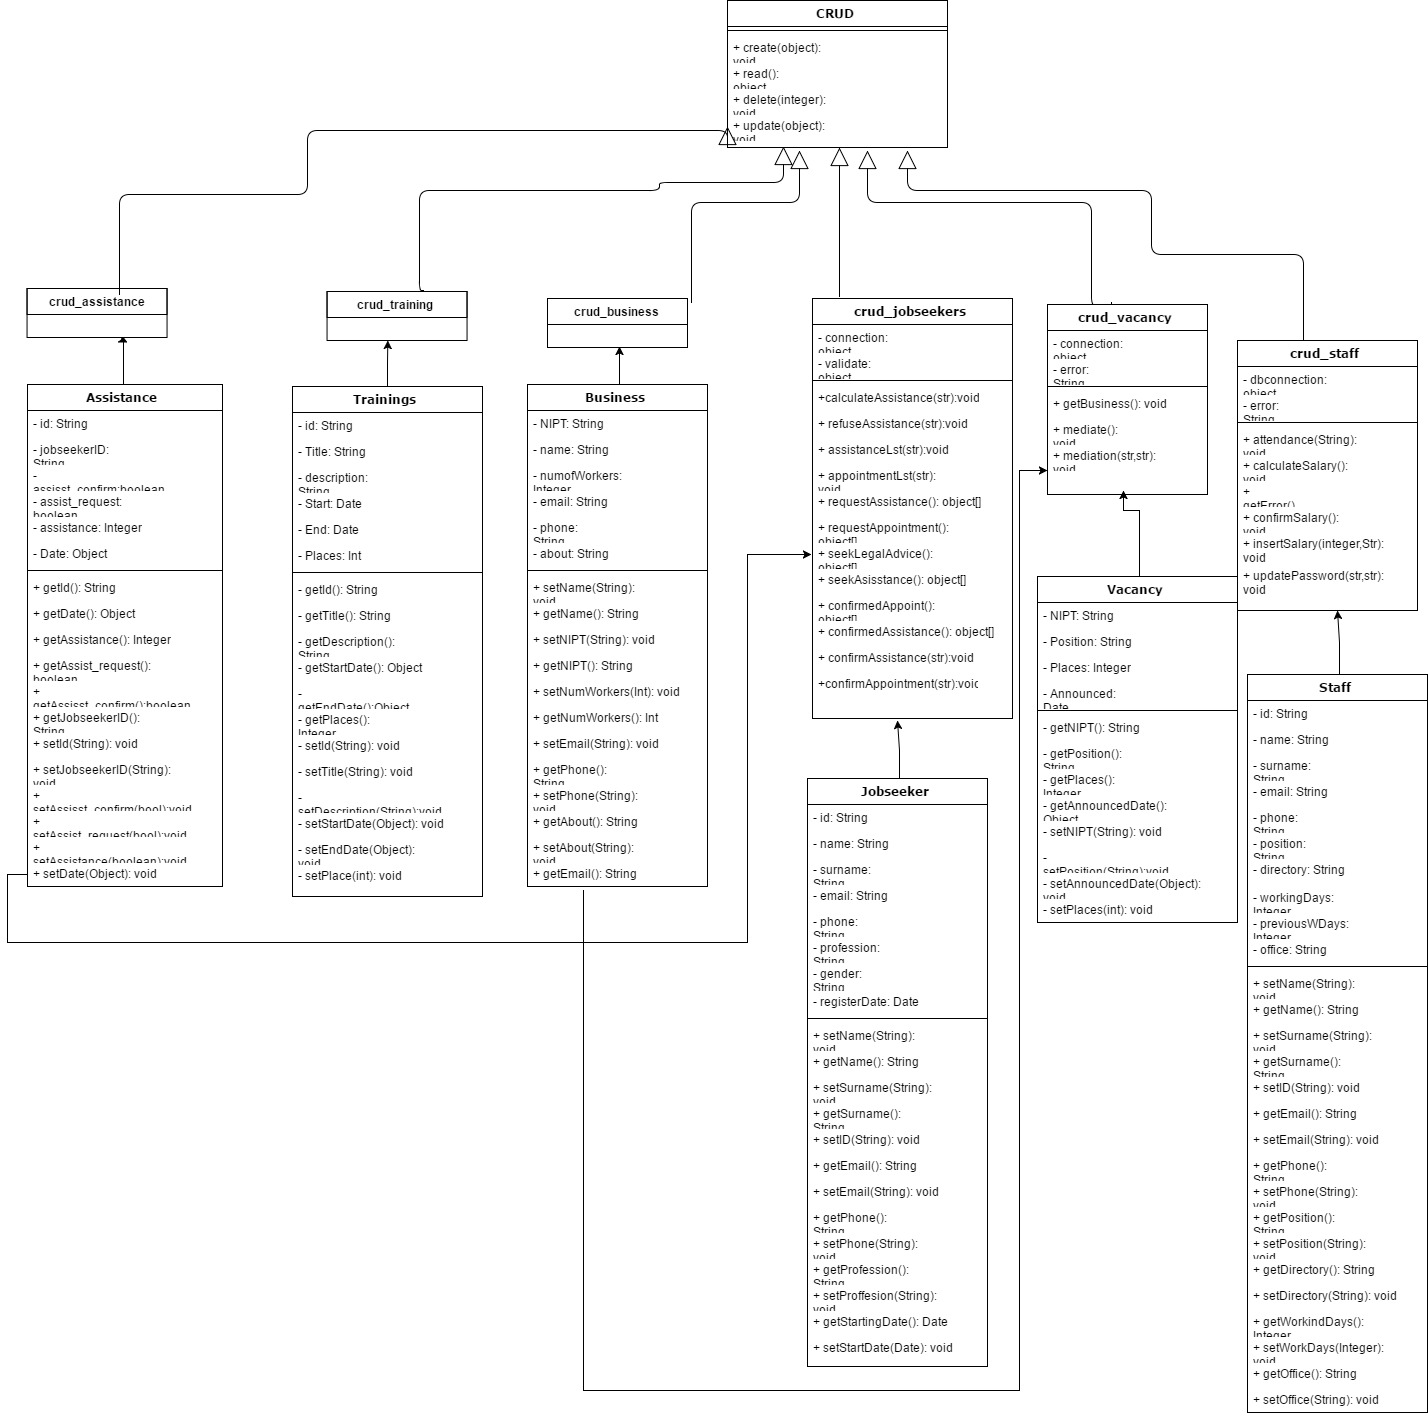 CRUD
+ create(object):
void
+ read():
object
+ delete(integer):
void
+ update(object):
void
crud_assistance
crud_training
crud_business
crud_jobseekers
- connection:
object
- validate:
object
+calculateAssistance(str):void
+ refuseAssistance(str):void
+ assistanceLst(str):void
+ appointmentLst(str):
void
+ requestAssistance(): object[]
+ requestAppointment():
object[]
+ seekLegalAdvice():
object[]
+ seekAsisstance(): object[]
+ confirmedAppoint():
object[]
+ confirmedAssistance(): object[]
+ confirmAssistance(str):void
+confirmAppointment(str):void
crud_vacancy
- connection:
object
- error:
String
+ getBusiness(): void
+ mediate():
void
+ mediation(str,str):
void
crud_staff
- dbconnection:
object
- error:
String
+ attendance(String):
void
+ calculateSalary():
void
+
getError()
+ confirmSalary():
void
+ insertSalary(integer,Str):
void
+ updatePassword(str,str):
void
Assistance
- id: String
- jobseekerID:
String
-
assisst_confirm:boolean
- assist_request:
boolean
- assistance: Integer
- Date: Object
+ getId(): String
+ getDate(): Object
+ getAssistance(): Integer
+ getAssist_request():
boolean
+
getAssisst_confirm():boolean
+ getJobseekerID():
String
+ setId(String): void
+ setJobseekerID(String):
void
+
setAssisst_confirm(bool):void
+
setAssist_request(bool):void
+
setAssistance(boolean):void
+ setDate(Object): void
Trainings
- id: String
- Title: String
- description:
String
- Start: Date
- End: Date
- Places: Int
- getId(): String
- getTitle(): String
- getDescription():
String
- getStartDate(): Object
-
getEndDate():Object
- getPlaces():
Integer
- setId(String): void
- setTitle(String): void
-
setDescription(String):void
- setStartDate(Object): void
- setEndDate(Object):
void
- setPlace(int): void
Business
- NIPT: String
- name: String
- numofWorkers:
Integer
- email: String
- phone:
String
- about: String
+ setName(String):
void
+ getName(): String
+ setNIPT(String): void
+ getNIPT(): String
+ setNumWorkers(Int): void
+ getNumWorkers(): Int
+ setEmail(String): void
+ getPhone():
String
+ setPhone(String):
void
+ getAbout(): String
+ setAbout(String):
void
+ getEmail(): String
Jobseeker
- id: String
- name: String
- surname:
String
- email: String
- phone:
String
- profession:
String
- gender:
String
- registerDate: Date
+ setName(String):
void
+ getName(): String
+ setSurname(String):
void
+ getSurname():
String
+ setID(String): void
+ getEmail(): String
+ setEmail(String): void
+ getPhone():
String
+ setPhone(String):
void
+ getProfession():
String
+ setProffesion(String):
void
+ getStartingDate(): Date
+ setStartDate(Date): void
Vacancy
- NIPT: String
- Position: String
- Places: Integer
- Announced:
Date
- getNIPT(): String
- getPosition():
String
- getPlaces():
Integer
- getAnnouncedDate():
Object
- setNIPT(String): void
-
setPosition(String):void
- setAnnouncedDate(Object):
void
- setPlaces(int): void
Staff
- id: String
- name: String
- surname:
String
- email: String
- phone:
String
- position:
String
- directory: String
- workingDays:
Integer
- previousWDays:
Integer
- office: String
+ setName(String):
void
+ getName(): String
+ setSurname(String):
void
+ getSurname():
String
+ setID(String): void
+ getEmail(): String
+ setEmail(String): void
+ getPhone():
String
+ setPhone(String):
void
+ getPosition():
String
+ setPosition(String):
void
+ getDirectory(): String
+ setDirectory(String): void
+ getWorkindDays():
Integer
+ setWorkDays(Integer):
void
+ getOffice(): String
+ setOffice(String): void